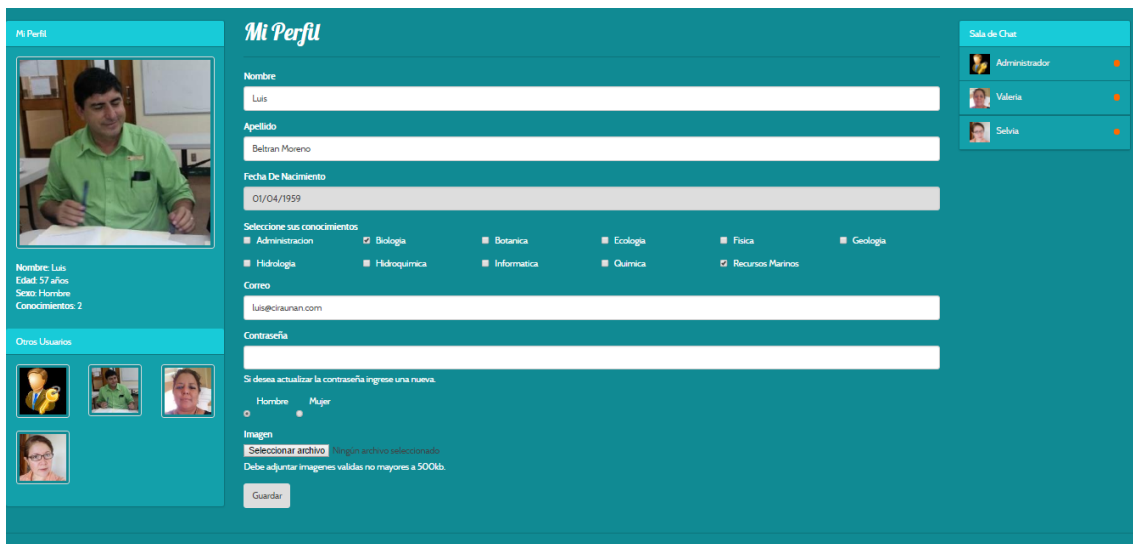 Mi Perfil
Nombre: Luis
Edad: 57 años
Sexo: Hombre
Conocimientos: 2
Otros Usuarios
Mi Perfil
Nombre
Luis
Apellido
Beltran Moreno
Fecha De Nacimiento
01/04/1959
Seleccione sus conocimientos
Administracion Biologia Botanica Ecologia Fisica Geologia
Hidrologia Hidroquimica Informatica Quimica Recursos Marinos
Correo
luis@ciraunan.com
Contraseña
Si desea actualizar la contraseña ingrese una nueva.
Hombre Mujer
Imagen
Seleccionar archivo Ningún archivo seleccionado
Debe adjuntar imagenes validas no mayores a 500kb.
Guardar
Sala de Chat
Administrador
Valeria
Selvia